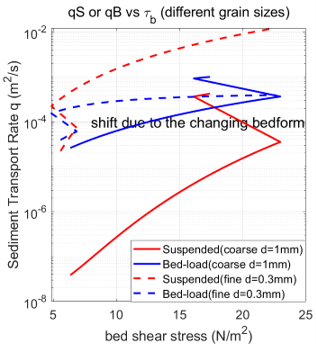 qS or qB vs τb (different grain sizes)
Sediment Transport Rate q (m²/s)
10⁻²
10⁻⁴
10⁻⁶
10⁻⁸
shift due to the changing bedform
Suspended(coarse d=1mm)
Bed-load(coarse d=1mm)
Suspended(fine d=0.3mm)
Bed-load(fine d=0.3mm)
5 10 15 20 25
bed shear stress (N/m²)